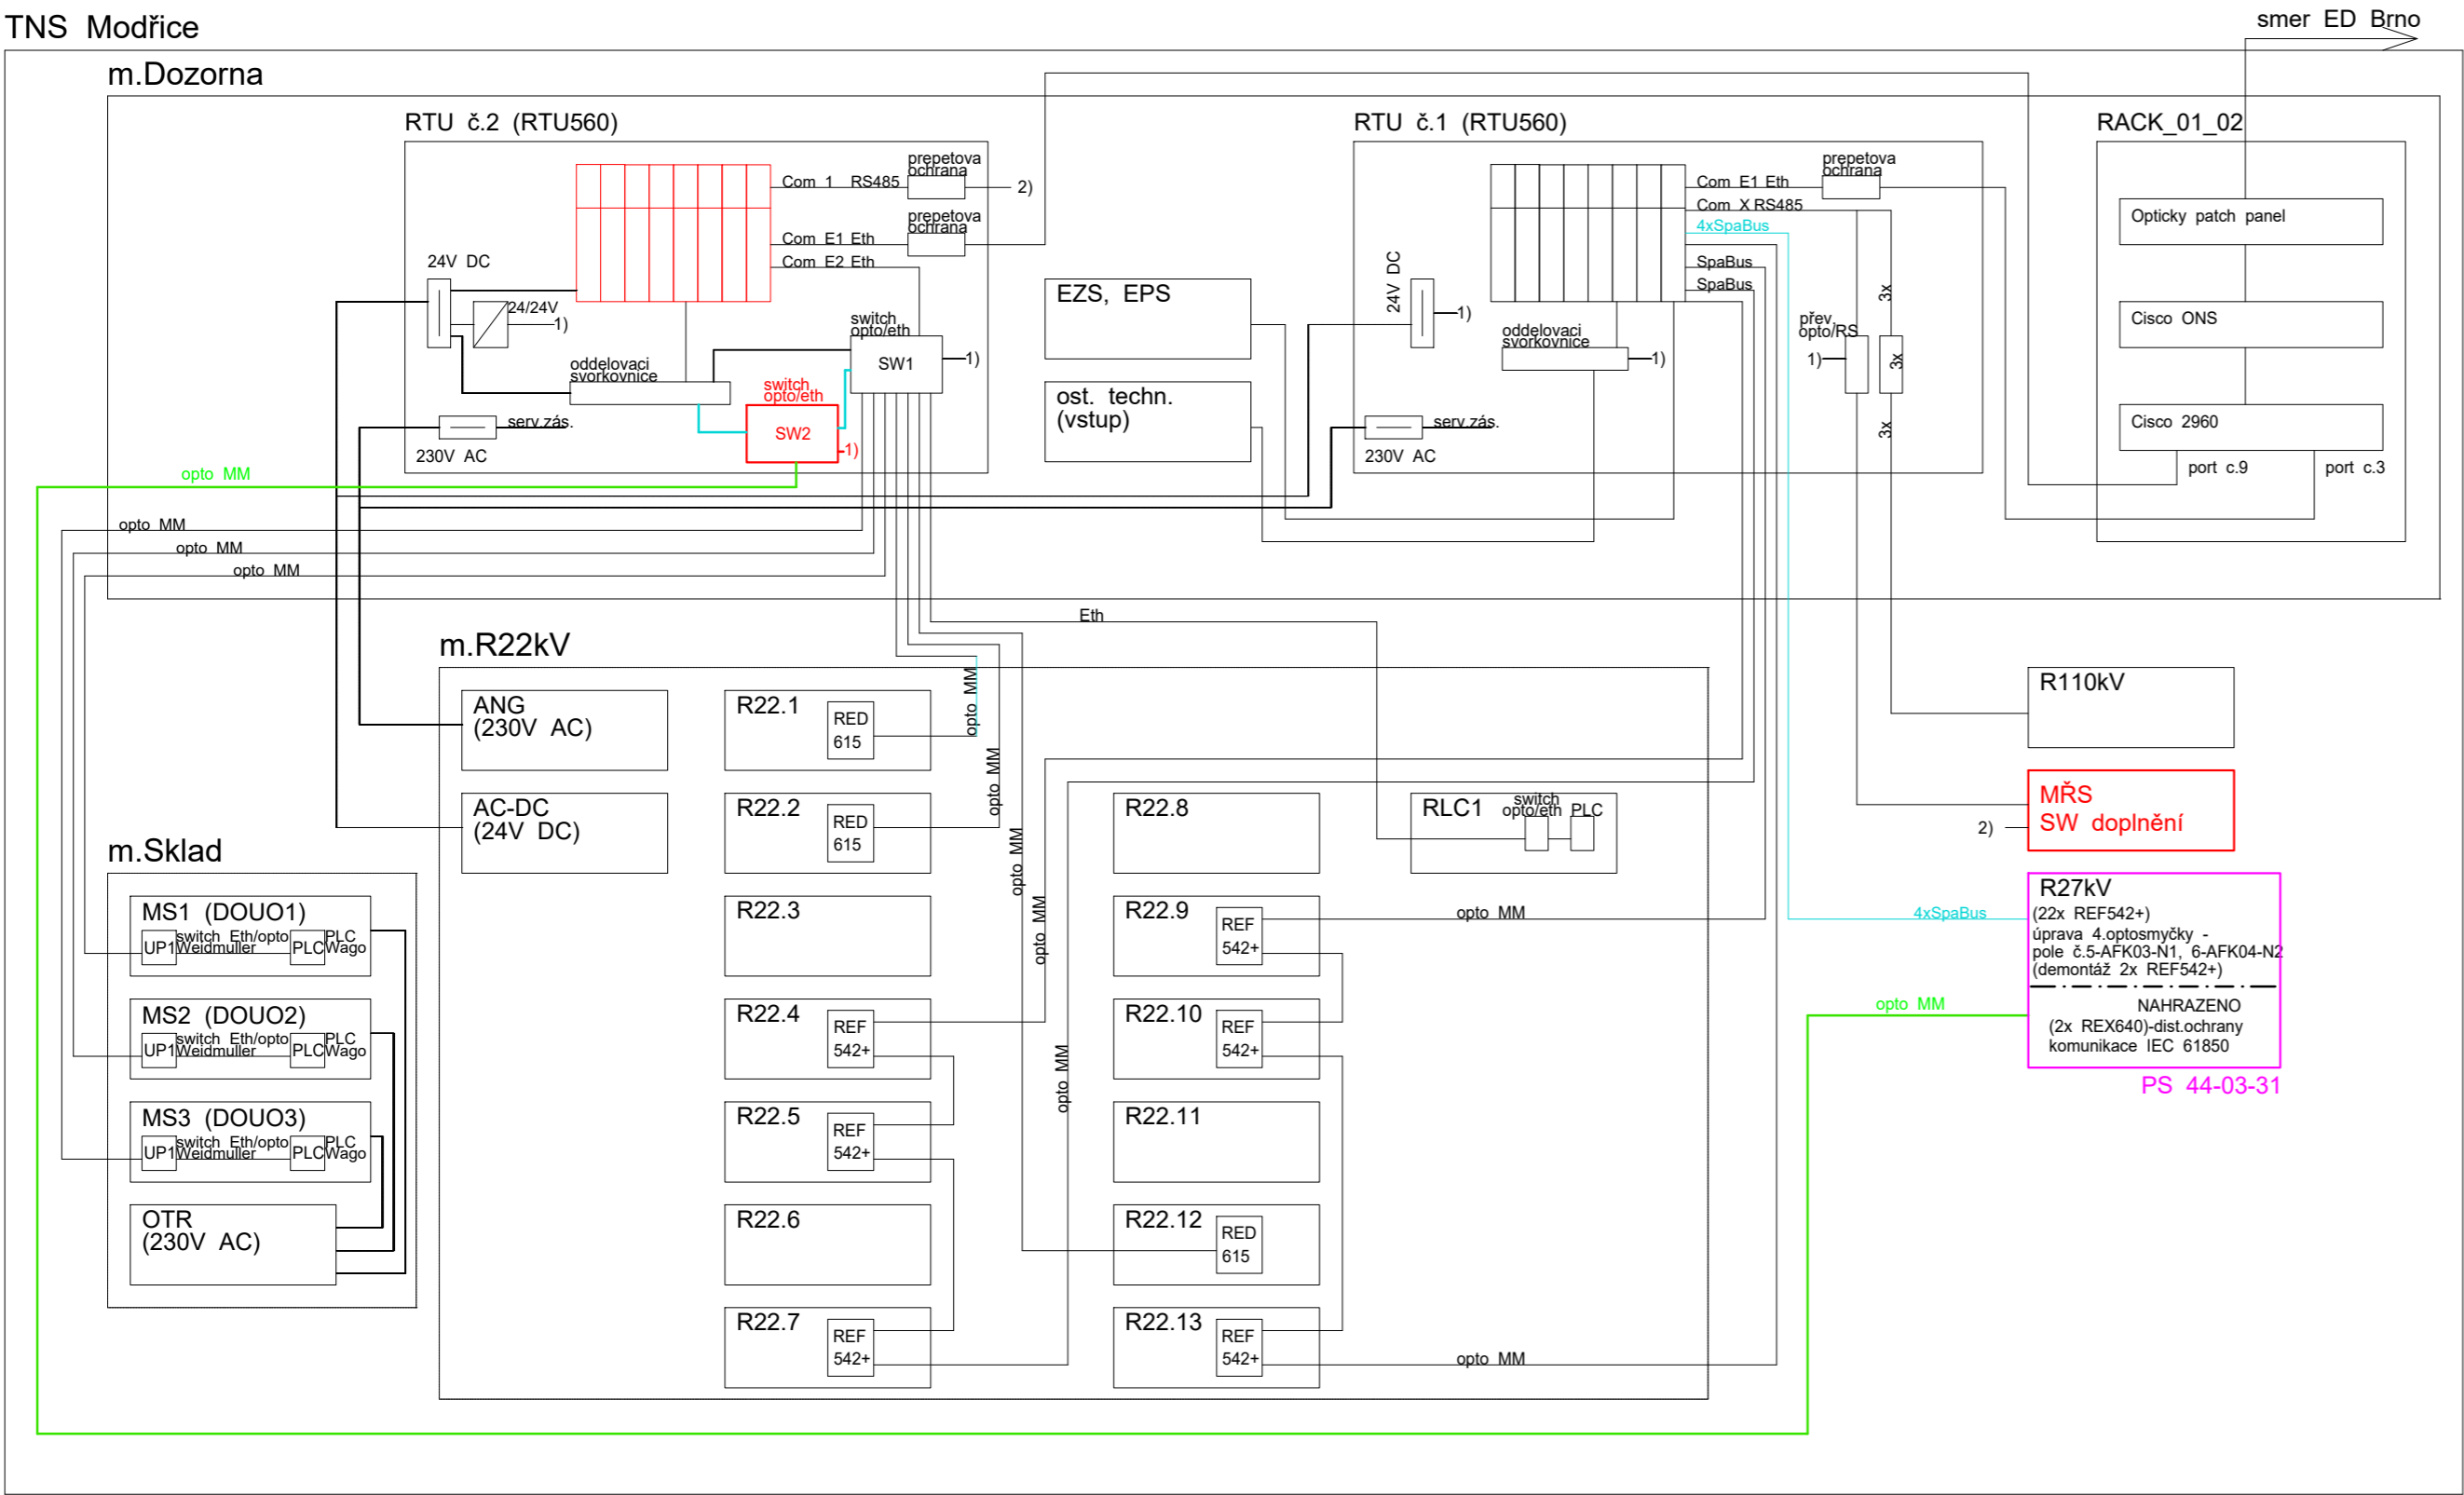 TNS Modřice
smer ED Brno
m.Dozorna
RTU č.2 (RTU560)
RTU č.1 (RTU560)
RACK_01_02
prepetova
ochrana
Com 1 RS485
2)
prepetova
ochrana
Com E1 Eth
Com E2 Eth
24V DC
24/24V
1)
switch
opto/eth
SW1
1)
oddelovaci
svorkovnice
switch
opto/eth
SW2
1)
serv.zás.
230V AC
EZS, EPS
ost. techn.
(vstup)
prepetova
ochrana
Com E1 Eth
Com X RS485
4xSpaBus
SpaBus
SpaBus
24V DC
1)
oddelovaci
svorkovnice
1)
přev.
opto/RS
1)
3x
3x
3x
serv.zás.
230V AC
Opticky patch panel
Cisco ONS
Cisco 2960
port c.9
port c.3
opto MM
opto MM
opto MM
opto MM
Eth
m.R22kV
ANG
(230V AC)
AC-DC
(24V DC)
R22.1
RED
615
opto MM
R22.2
RED
615
opto MM
R22.3
opto MM
opto MM
R22.4
REF
542+
R22.5
REF
542+
opto MM
R22.6
R22.7
REF
542+
R22.8
R22.9
REF
542+
opto MM
R22.10
REF
542+
R22.11
R22.12
RED
615
R22.13
REF
542+
opto MM
RLC1
switch
opto/eth
PLC
m.Sklad
MS1 (DOUO1)
UP1
switch Eth/opto
Weidmuller
PLC
PLC
Wago
MS2 (DOUO2)
UP1
switch Eth/opto
Weidmuller
PLC
PLC
Wago
MS3 (DOUO3)
UP1
switch Eth/opto
Weidmuller
PLC
PLC
Wago
OTR
(230V AC)
R110kV
MŘS
SW doplnění
2)
4xSpaBus
R27kV
(22x REF542+)
úprava 4.optosmyčky -
pole č.5-AFK03-N1, 6-AFK04-N2
(demontáž 2x REF542+)
NAHRAZENO
(2x REX640)-dist.ochrany
komunikace IEC 61850
opto MM
PS 44-03-31